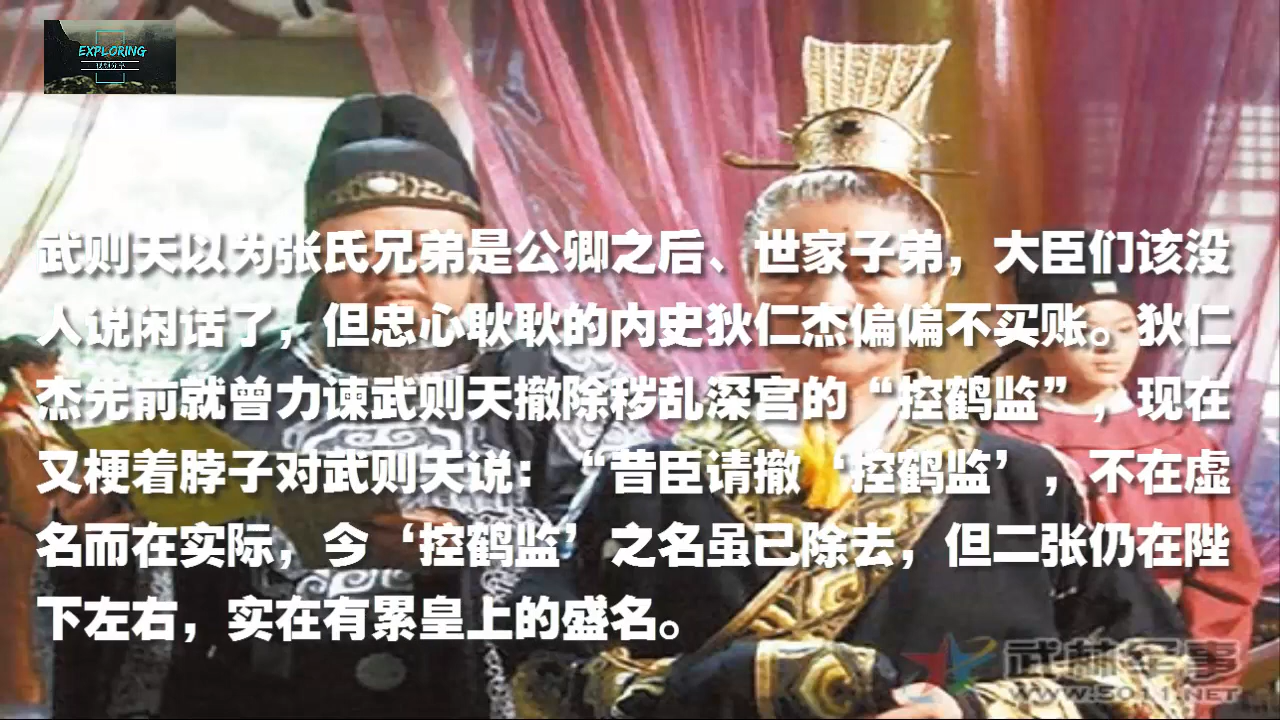 EXPLORING
武则天以为张氏兄弟是公卿之后、世家子弟，大臣们该没
人说闲话了，但忠心耿耿的内史狄仁杰偏偏不买账。狄仁
杰先前就曾力谏武则天撤除秽乱深宫的“控鹤监”，现在
又梗着脖子对武则天说：“昔臣请撤‘控鹤监’，不在虚
名而在实际，今‘控鹤监’之名虽已除去，但二张仍在陛
下左右，实在有累皇上的盛名。
武林军事
WWW.5011.NET